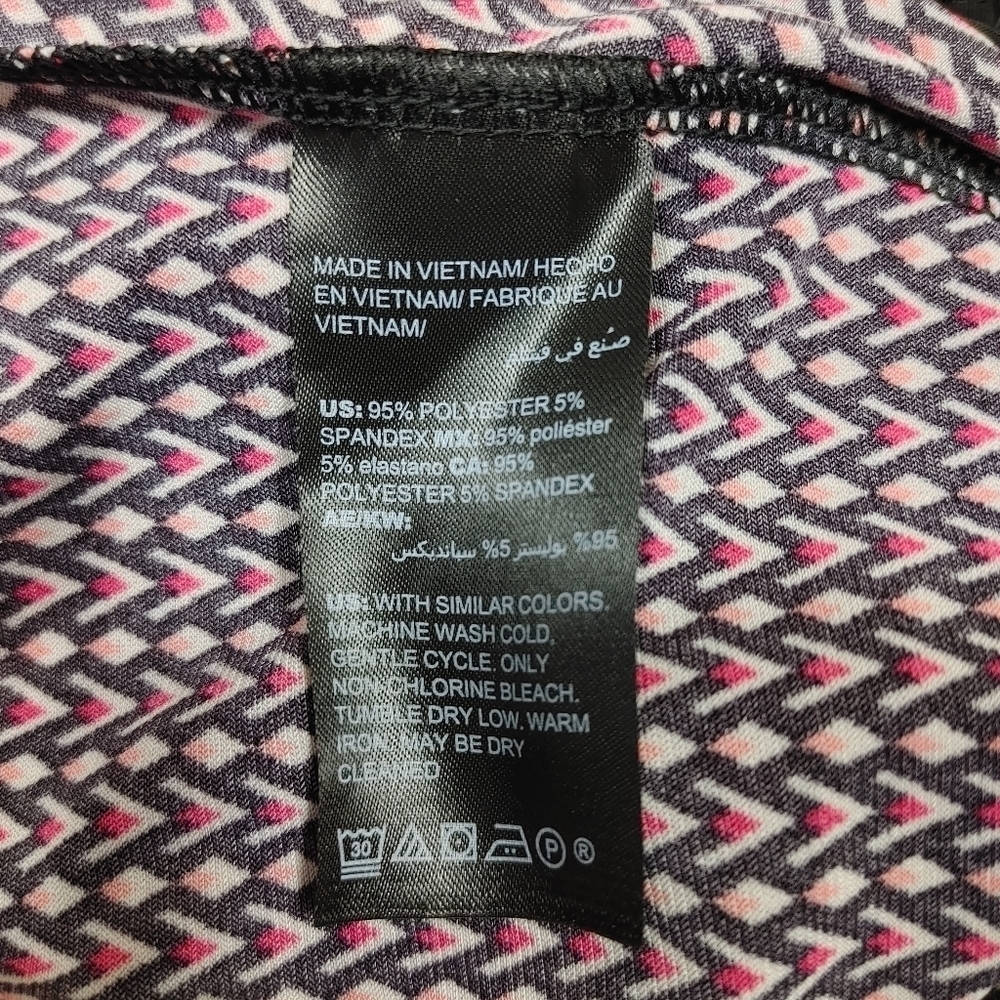 MADE IN VIETNAM/ HECHO
EN VIETNAM/ FABRIQUE AU
VIETNAM/
صنع في فيتنام
US: 95% POLYESTER 5%
SPANDEX MX: 95% poliéster
5% elastano CA: 95%
POLYESTER 5% SPANDEX
AE/KW:
95% بوليستر 5% سباندكس
US: WITH SIMILAR COLORS.
MACHINE WASH COLD.
GENTLE CYCLE. ONLY
NON-CHLORINE BLEACH.
TUMBLE DRY LOW. WARM
IRON. MAY BE DRY
CLEANED
30 P ®